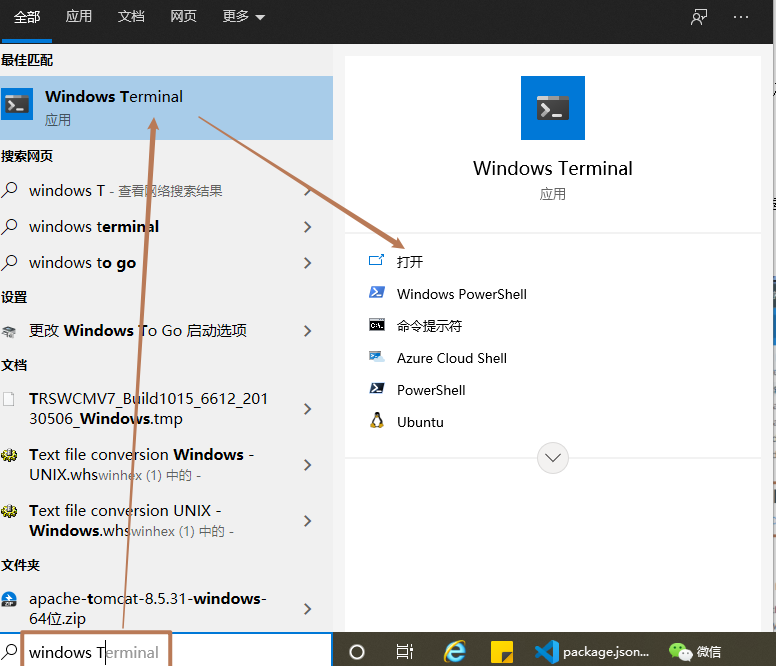 全部 应用 文档 网页 更多
最佳匹配
Windows Terminal
应用
搜索网页
windows T - 查看网络搜索结果
windows terminal
windows to go
设置
更改 Windows To Go 启动选项
文档
TRSWCMV7_Build1015_6612_201
30506_Windows.tmp
Text file conversion Windows -
UNIX.whswinhex (1) 中的 -
Text file conversion UNIX -
Windows.whswinhex (1) 中的 -
文件夹
apache-tomcat-8.5.31-windows-
64位.zip
windows Terminal
Windows Terminal
应用
打开
Windows PowerShell
命令提示符
Azure Cloud Shell
PowerShell
Ubuntu
package.json...
微信